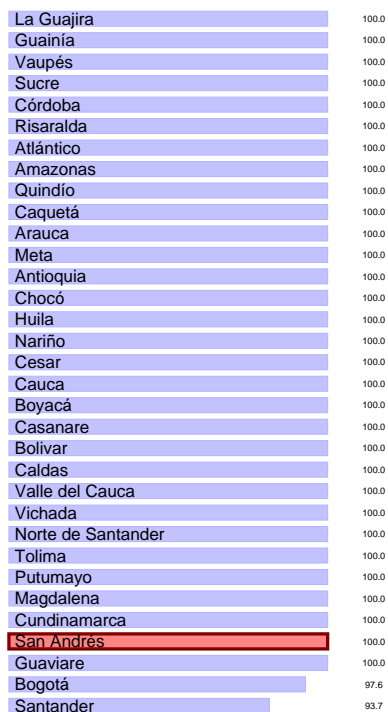 La Guajira 100.0
Guainía 100.0
Vaupés 100.0
Sucre 100.0
Córdoba 100.0
Risaralda 100.0
Atlántico 100.0
Amazonas 100.0
Quindío 100.0
Caquetá 100.0
Arauca 100.0
Meta 100.0
Antioquia 100.0
Chocó 100.0
Huila 100.0
Nariño 100.0
Cesar 100.0
Cauca 100.0
Boyacá 100.0
Casanare 100.0
Bolivar 100.0
Caldas 100.0
Valle del Cauca 100.0
Vichada 100.0
Norte de Santander 100.0
Tolima 100.0
Putumayo 100.0
Magdalena 100.0
Cundinamarca 100.0
San Andrés 100.0
Guaviare 100.0
Bogotá 97.6
Santander 93.7